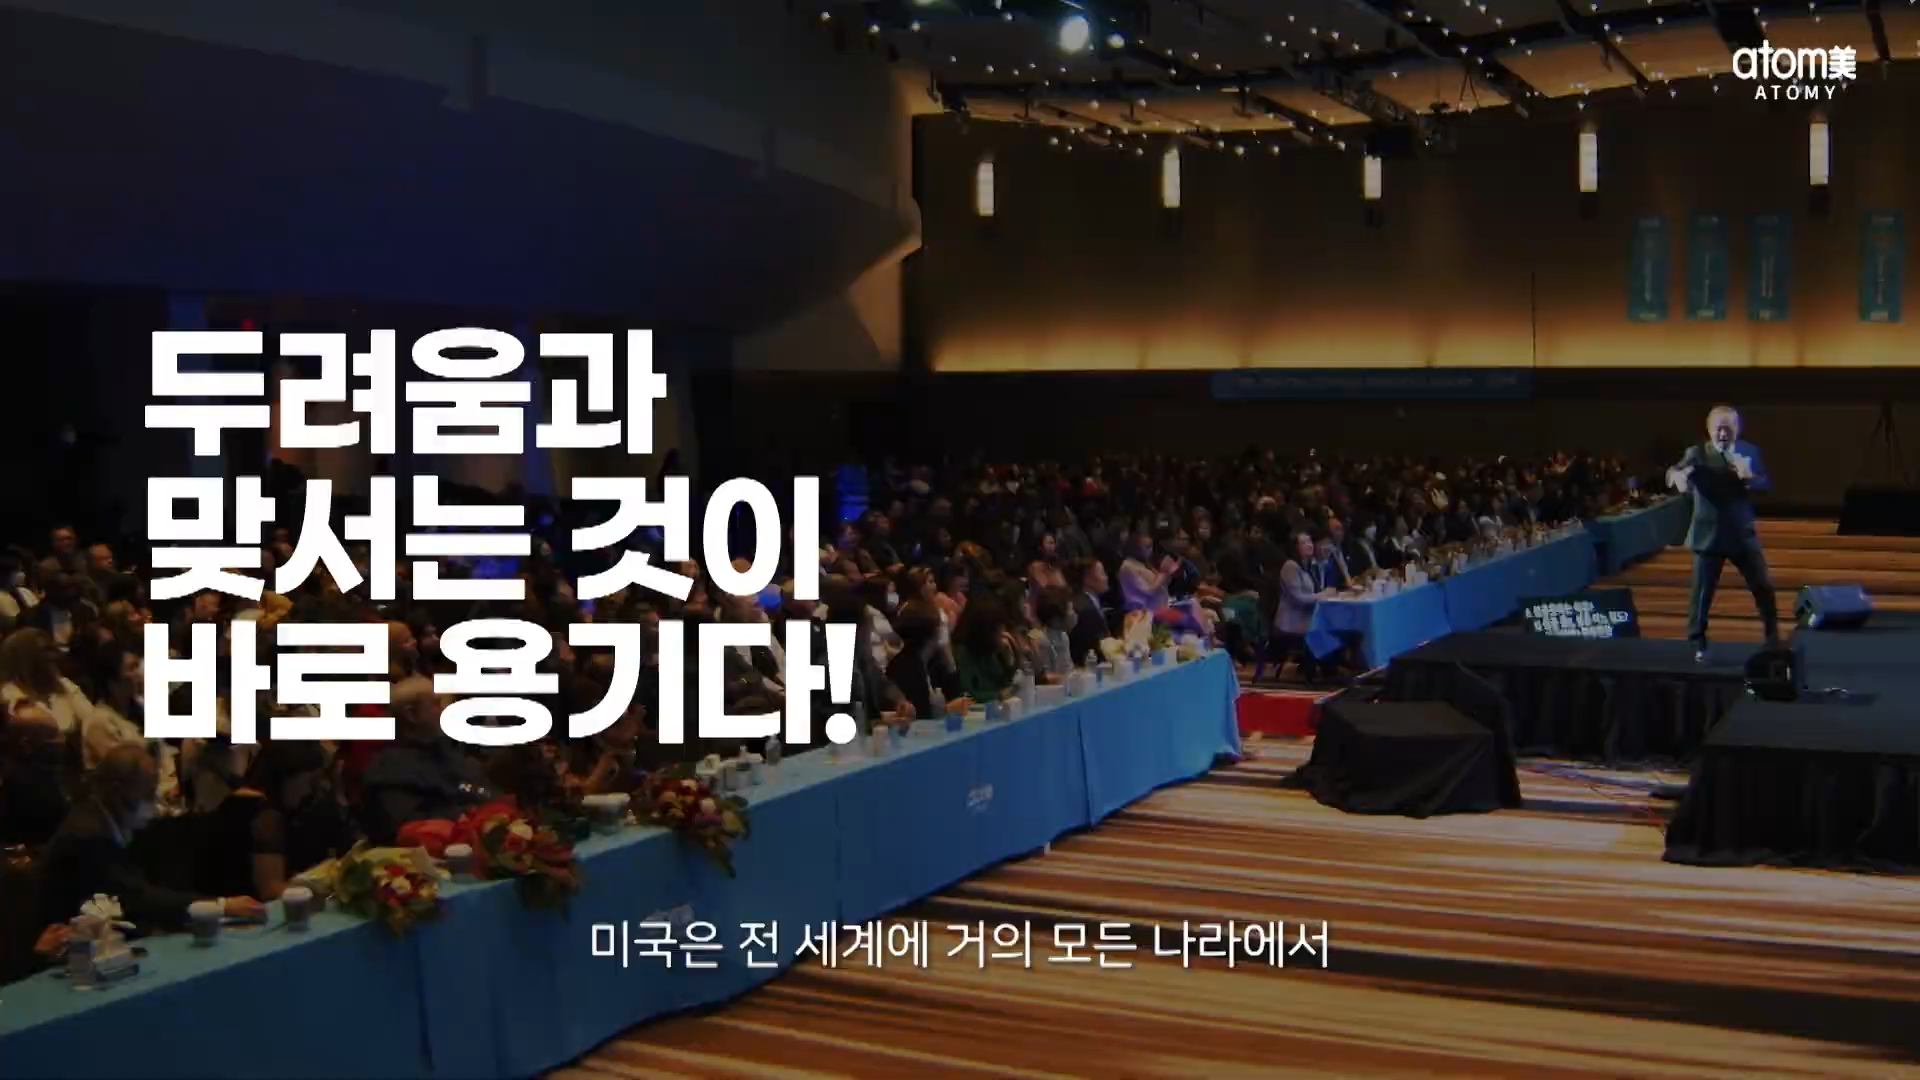 atom美
ATOMY
두려움과
맞서는 것이
바로 용기다!
미국은 전 세계에 거의 모든 나라에서